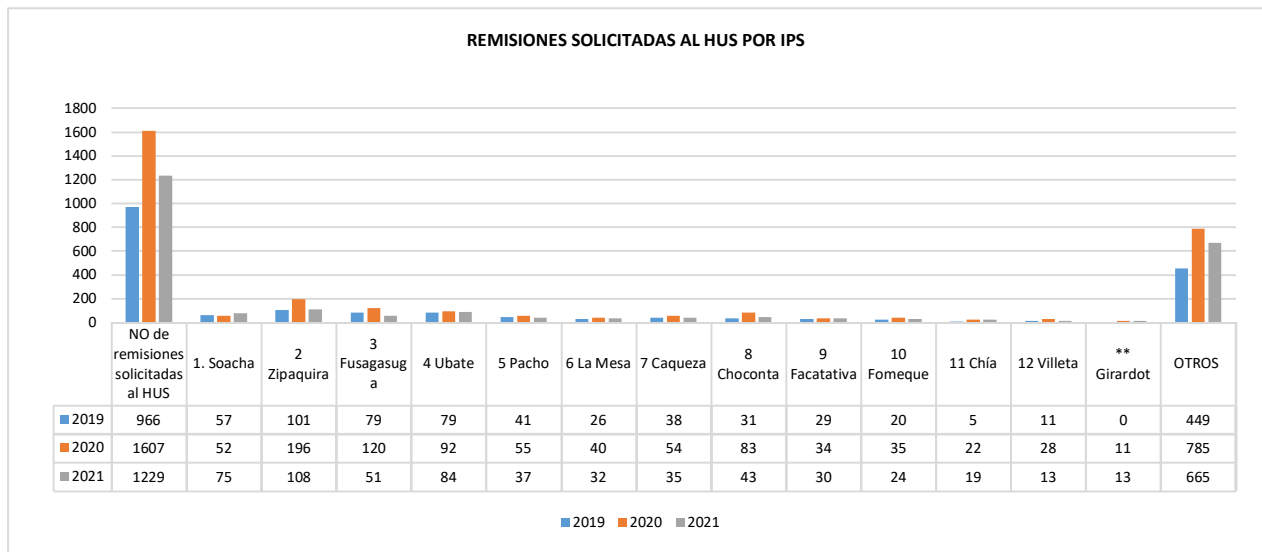 REMISIONES SOLICITADAS AL HUS POR IPS
1800
1600
1400
1200
1000
800
600
400
200
0
NO de
remisiones
solicitadas
al HUS
1. Soacha
2
Zipaquira
3
Fusagasug
a
4 Ubate
5 Pacho
6 La Mesa
7 Caqueza
8
Choconta
9
Facatativa
10
Fomeque
11 Chía
12 Villeta
**
Girardot
OTROS
2019 966 57 101 79 79 41 26 38 31 29 20 5 11 0 449
2020 1607 52 196 120 92 55 40 54 83 34 35 22 28 11 785
2021 1229 75 108 51 84 37 32 35 43 30 24 19 13 13 665
2019 2020 2021